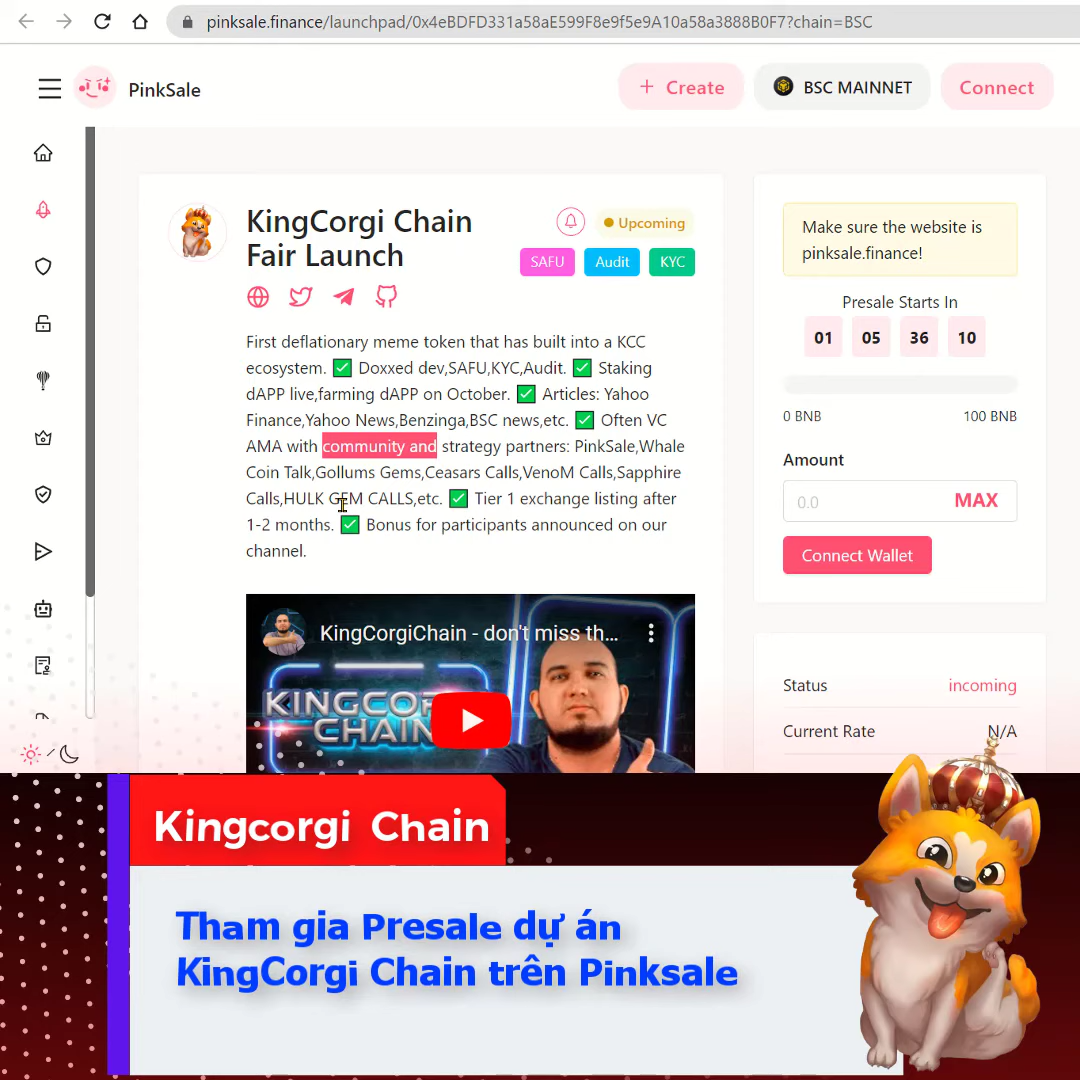 pinksale.finance/launchpad/0x4eBDFD331a58aE599F8e9f5e9A10a58a3888B0F7?chain=BSC
PinkSale
+ Create
BSC MAINNET
Connect
KingCorgi Chain
Fair Launch
Upcoming
SAFU
Audit
KYC
First deflationary meme token that has built into a KCC
ecosystem. ✅ Doxxed dev,SAFU,KYC,Audit. ✅ Staking
dAPP live,farming dAPP on October. ✅ Articles: Yahoo
Finance,Yahoo News,Benzinga,BSC news,etc. ✅ Often VC
AMA with community and strategy partners: PinkSale,Whale
Coin Talk,Gollums Gems,Ceasars Calls,VenoM Calls,Sapphire
Calls,HULK GEM CALLS,etc. ✅ Tier 1 exchange listing after
1-2 months. ✅ Bonus for participants announced on our
channel.
KingCorgiChain - don't miss th...
KINGCOR
CHAIN
Make sure the website is
pinksale.finance!
Presale Starts In
01 05 36 10
0 BNB
100 BNB
Amount
0.0
MAX
Connect Wallet
Status
incoming
Current Rate
N/A
Kingcorgi Chain
Tham gia Presale dự án
KingCorgi Chain trên Pinksale